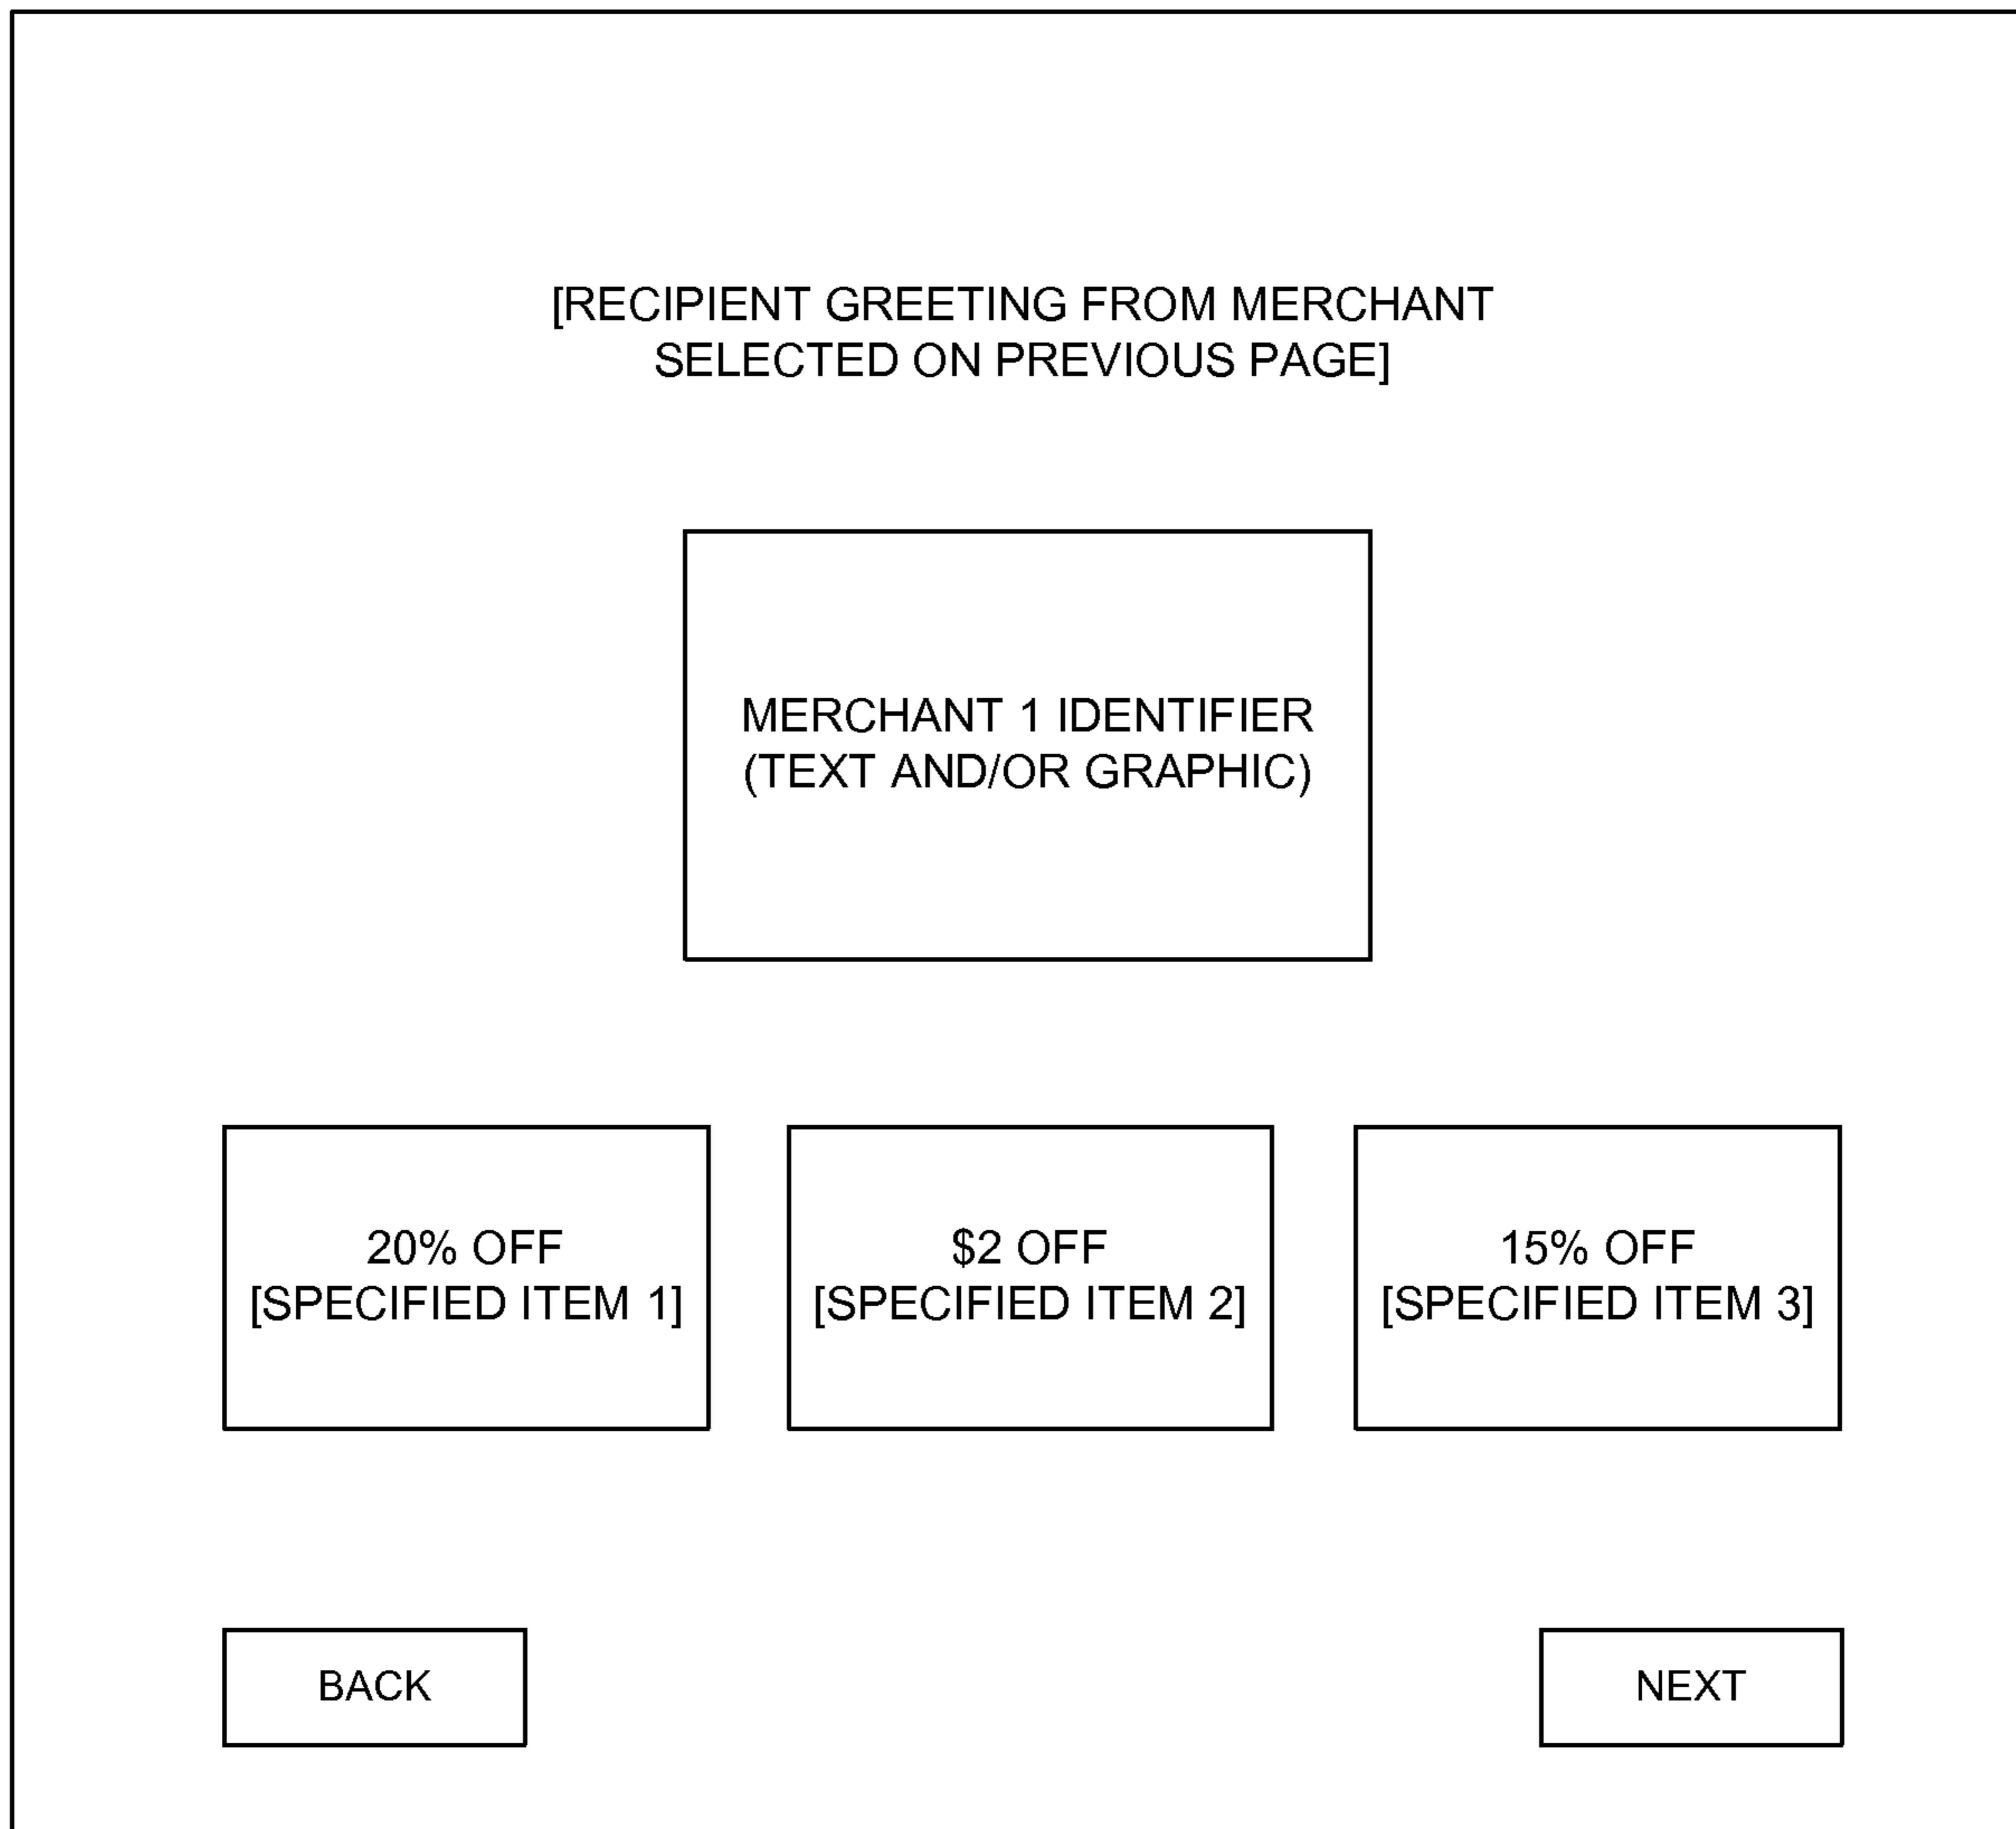 [RECIPIENT GREETING FROM MERCHANT
SELECTED ON PREVIOUS PAGE]
MERCHANT 1 IDENTIFIER
(TEXT AND/OR GRAPHIC)
20% OFF
[SPECIFIED ITEM 1]
$2 OFF
[SPECIFIED ITEM 2]
15% OFF
[SPECIFIED ITEM 3]
BACK
NEXT